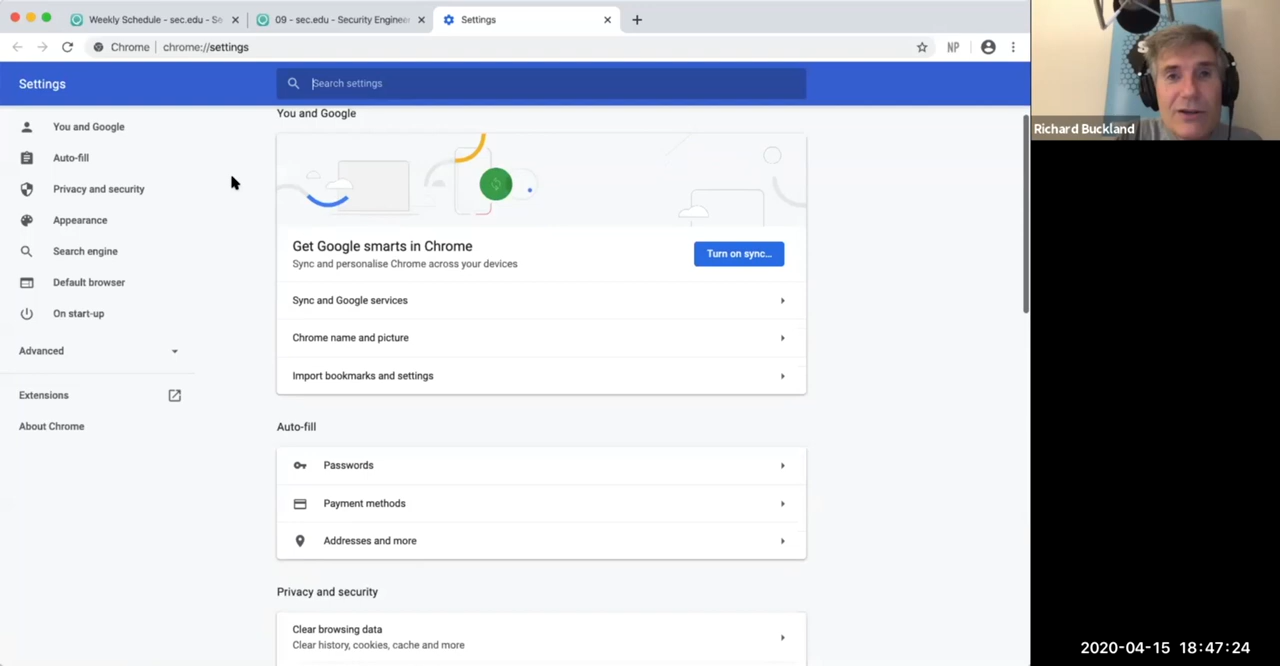 Weekly Schedule - sec.edu - Se
09 - sec.edu - Security Enginee
Settings
Chrome | chrome://settings
NP
Settings
Search settings
You and Google
Auto-fill
Privacy and security
Appearance
Search engine
Default browser
On start-up
Advanced
Extensions
About Chrome
You and Google
Get Google smarts in Chrome
Sync and personalise Chrome across your devices
Turn on sync...
Sync and Google services
Chrome name and picture
Import bookmarks and settings
Auto-fill
Passwords
Payment methods
Addresses and more
Privacy and security
Clear browsing data
Clear history, cookies, cache and more
Richard Buckland
2020-04-15 18:47:24